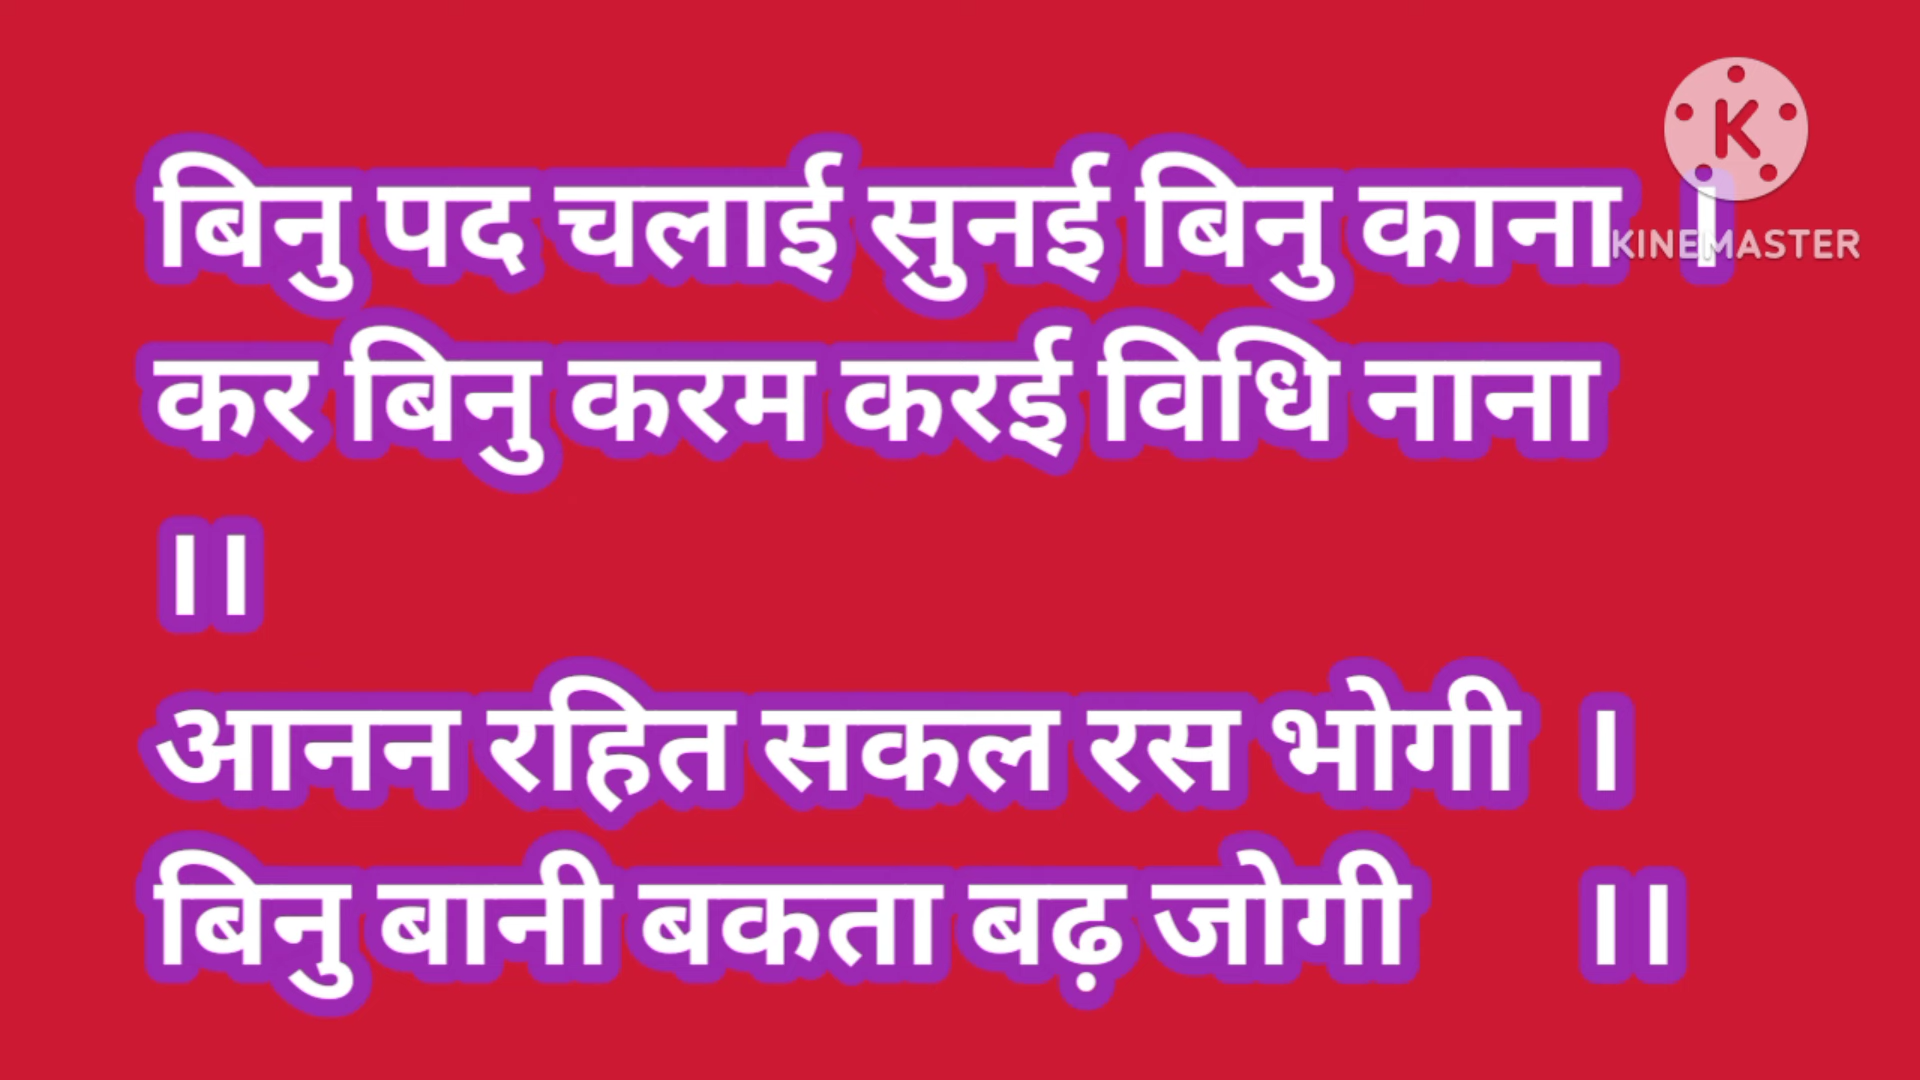 बिनु पद चलाई सुनई बिनु काना ।
K
KINEMASTER
कर बिनु करम करई विधि नाना
।।
आनन रहित सकल रस भोगी ।
बिनु बानी बकता बढ़ जोगी ।।